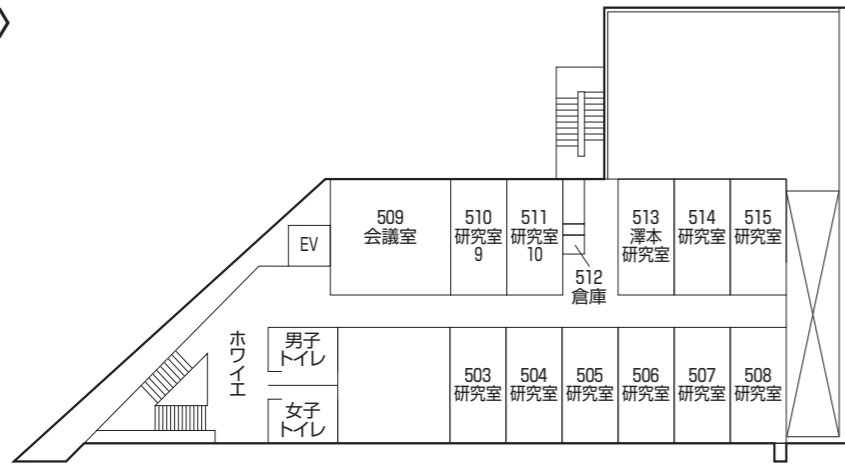 509
会議室
510
研究室
9
511
研究室
10
512
倉庫
513
澤本
研究室
514
研究室
515
研究室
EV
ホワイエ
男子
トイレ
女子
トイレ
503
研究室
504
研究室
505
研究室
506
研究室
507
研究室
508
研究室